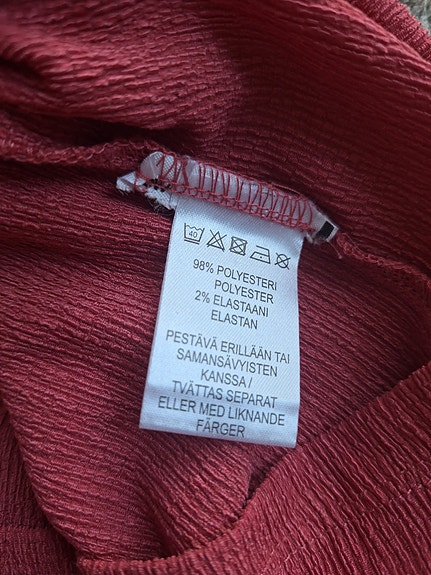 40
98% POLYESTERI
POLYESTER
2% ELASTAANI
ELASTAN
PESTÄVÄ ERILLÄÄN TAI
SAMANSÄVYISTEN
KANSSA /
TVÄTTAS SEPARAT
ELLER MED LIKNANDE
FÄRGER